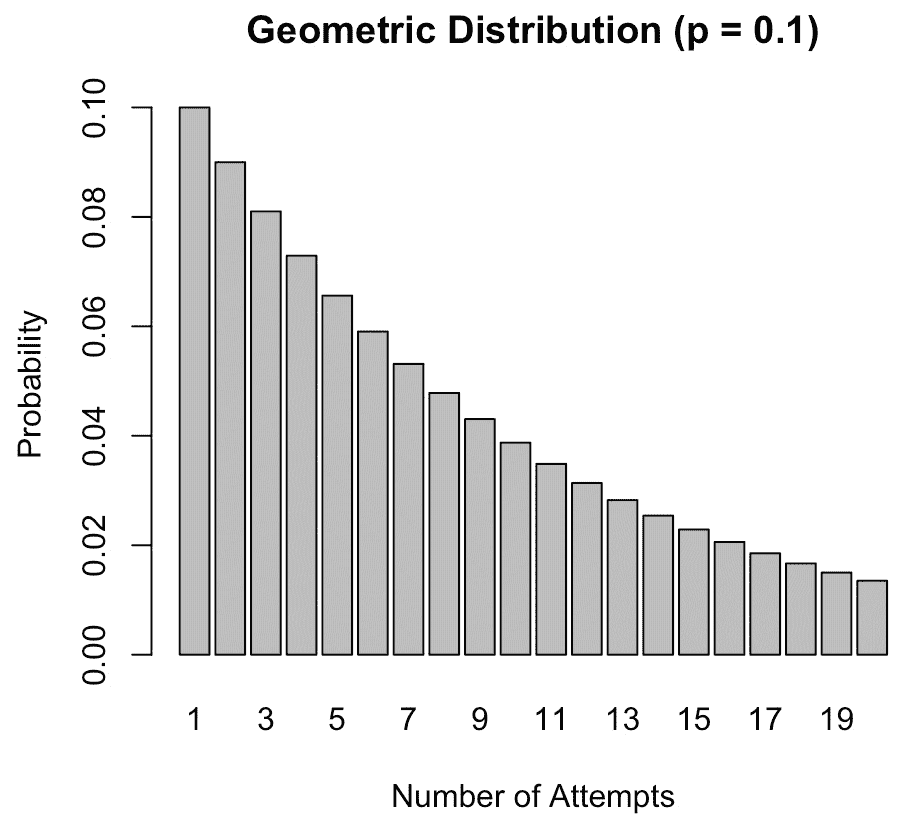 Geometric Distribution (p = 0.1)
Probability
0.10
0.08
0.06
0.04
0.02
0.00
1 3 5 7 9 11 13 15 17 19
Number of Attempts